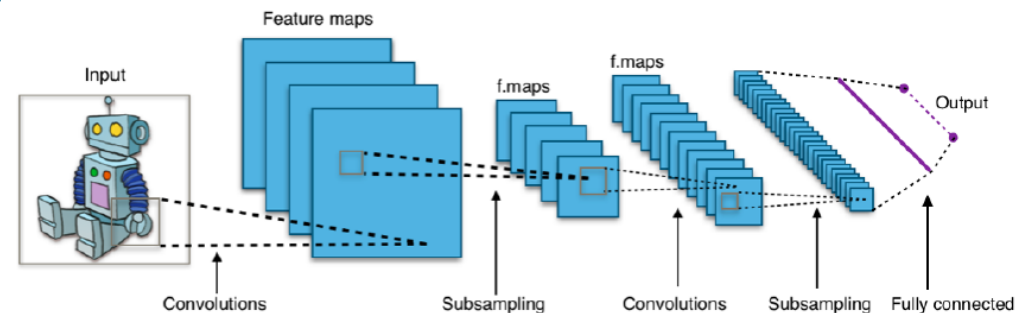 Feature maps
f.maps
f.maps
Input
Output
Convolutions
Subsampling
Convolutions
Subsampling
Fully connected